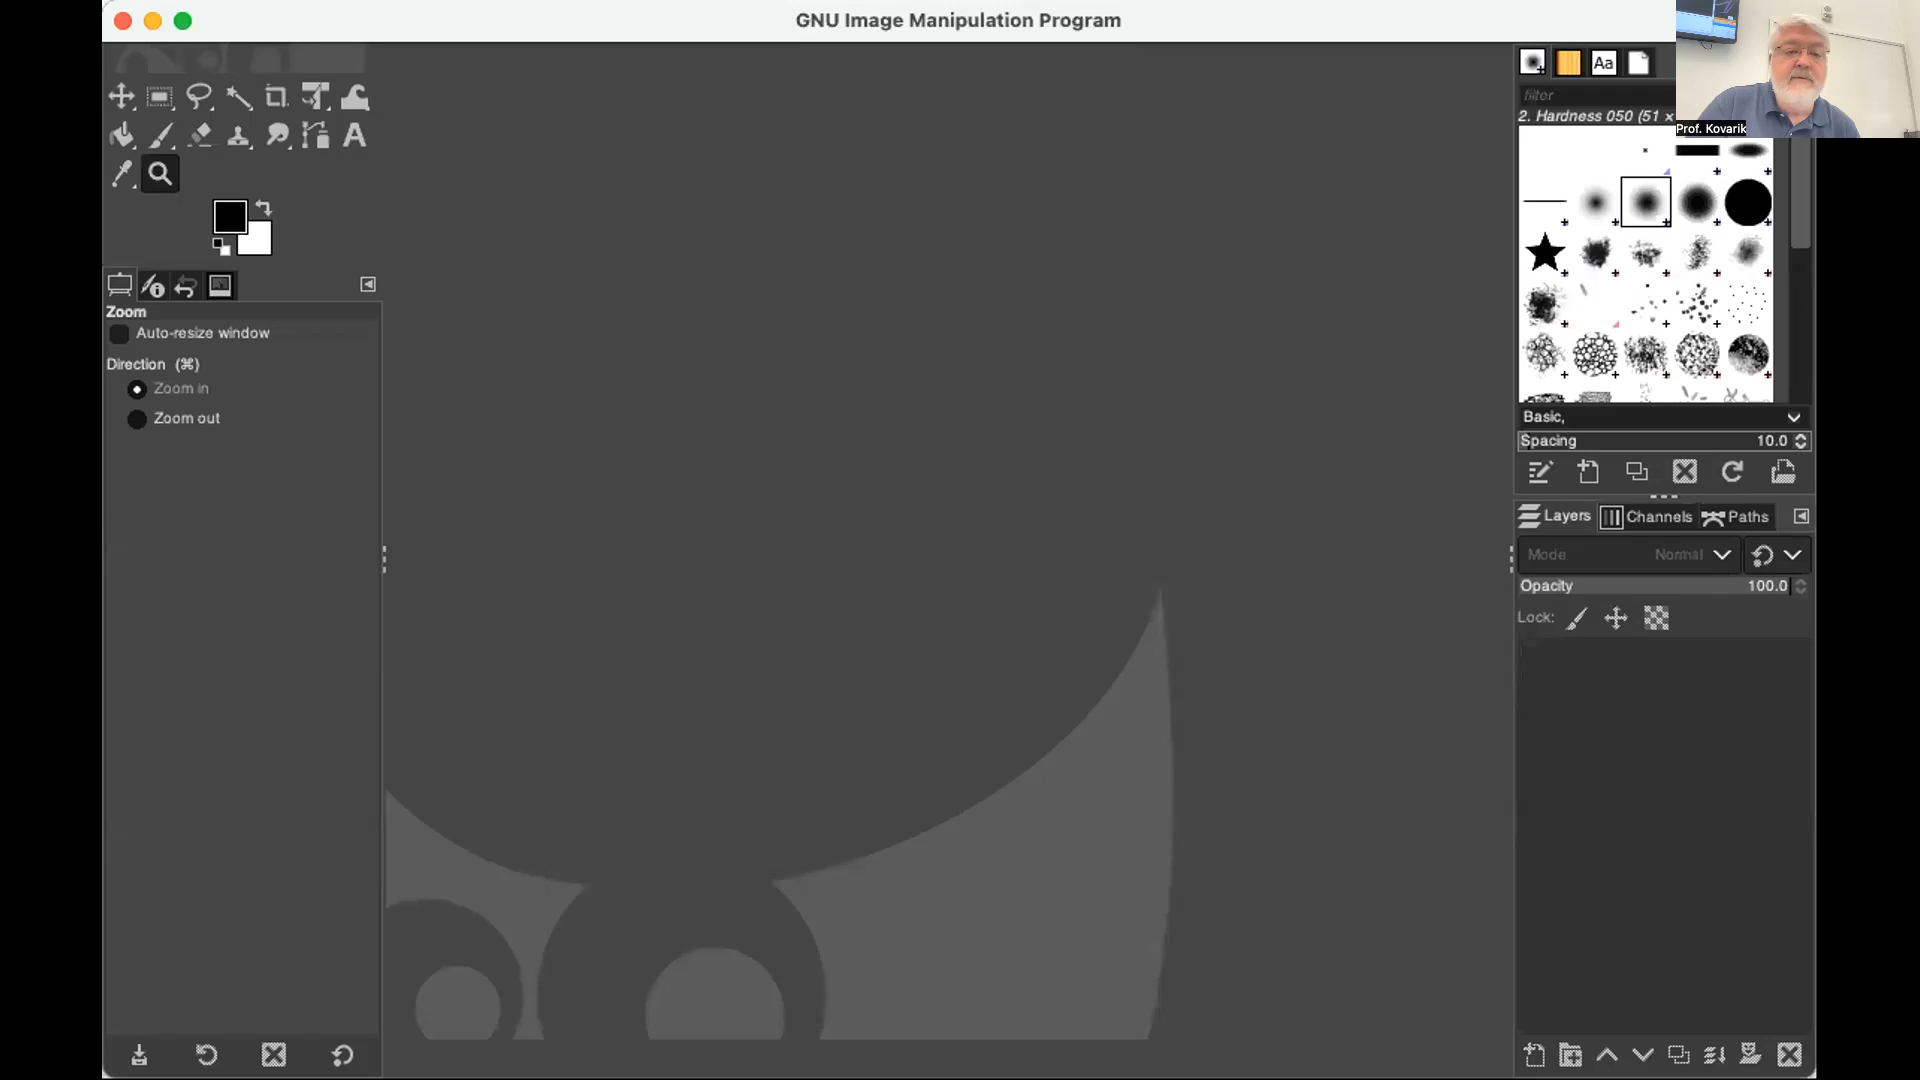 GNU Image Manipulation Program
Prof. Kovarik
Aa
filter
2. Hardness 050 (51 ×
Zoom
Auto-resize window
Direction (⌘)
Zoom in
Zoom out
Basic,
Spacing 10.0
Layers Channels Paths
Mode Normal
Opacity 100.0
Lock: